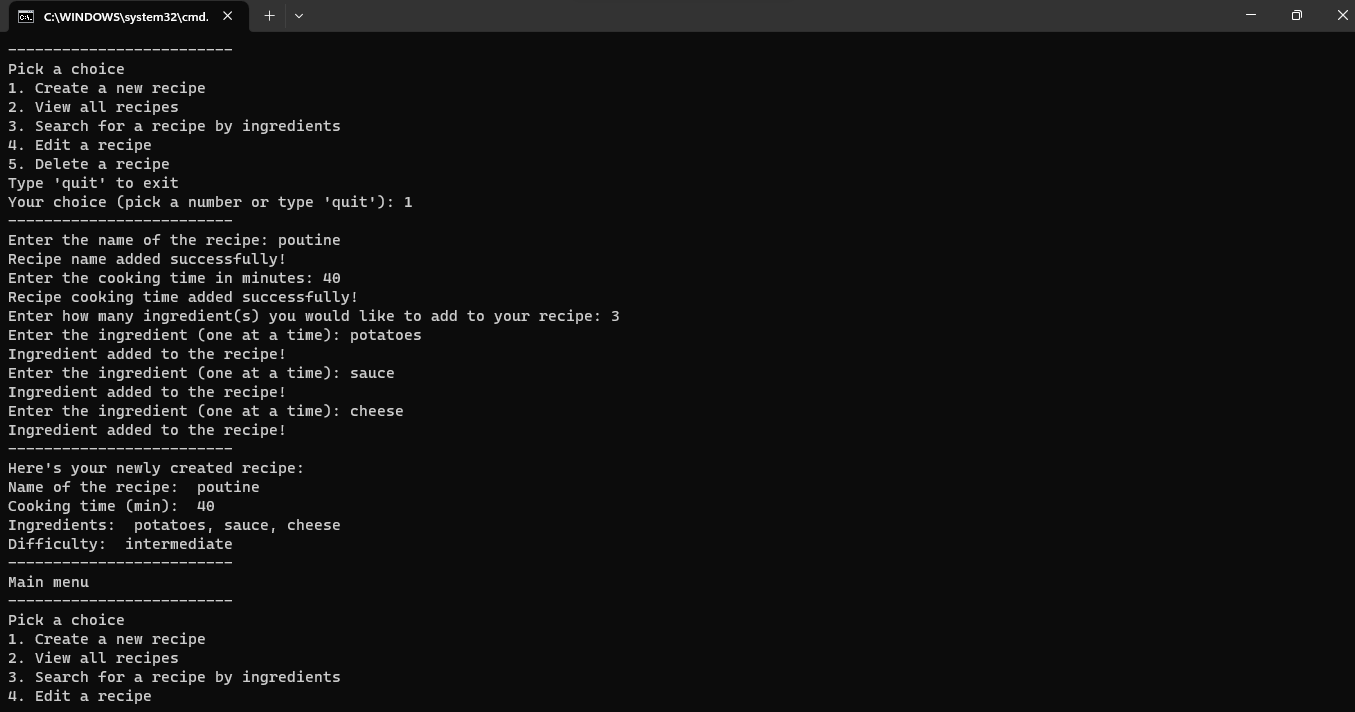 C:\WINDOWS\system32\cmd.
-------------------------
Pick a choice
1. Create a new recipe
2. View all recipes
3. Search for a recipe by ingredients
4. Edit a recipe
5. Delete a recipe
Type 'quit' to exit
Your choice (pick a number or type 'quit'): 1
-------------------------
Enter the name of the recipe: poutine
Recipe name added successfully!
Enter the cooking time in minutes: 40
Recipe cooking time added successfully!
Enter how many ingredient(s) you would like to add to your recipe: 3
Enter the ingredient (one at a time): potatoes
Ingredient added to the recipe!
Enter the ingredient (one at a time): sauce
Ingredient added to the recipe!
Enter the ingredient (one at a time): cheese
Ingredient added to the recipe!
-------------------------
Here's your newly created recipe:
Name of the recipe:  poutine
Cooking time (min):  40
Ingredients:  potatoes, sauce, cheese
Difficulty:  intermediate
-------------------------
Main menu
-------------------------
Pick a choice
1. Create a new recipe
2. View all recipes
3. Search for a recipe by ingredients
4. Edit a recipe